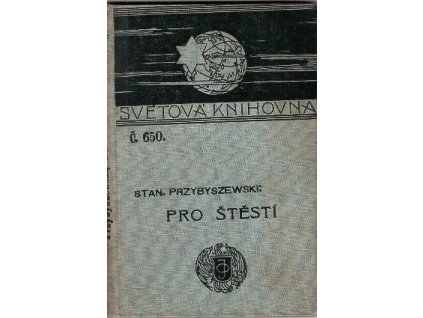 SVĚTOVÁ KNIHOVNA
Č. 650.
STAN. PRZYBYSZEWSKI:
PRO ŠTĚSTÍ